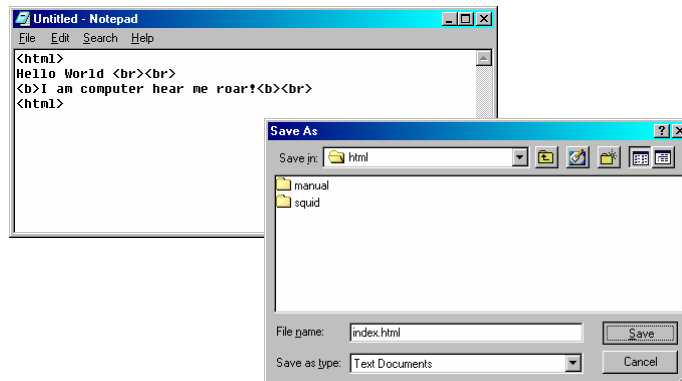 Untitled - Notepad
File Edit Search Help
<html>
Hello World <br><br>
<b>I am computer hear me roar!<b><br>
<html>
Save As
Save in: html
manual
squid
File name: index.html Save
Save as type: Text Documents Cancel